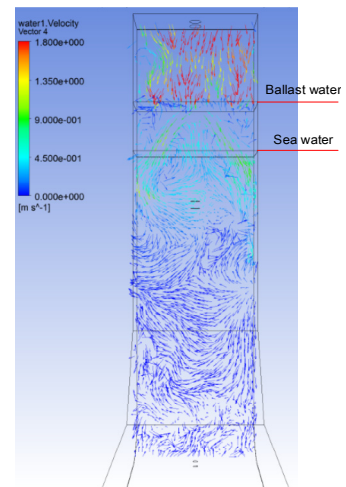 water1.Velocity
Vector 4
1.800e+000
1.350e+000
9.000e-001
4.500e-001
0.000e+000
[m s^-1]
Ballast water
Sea water